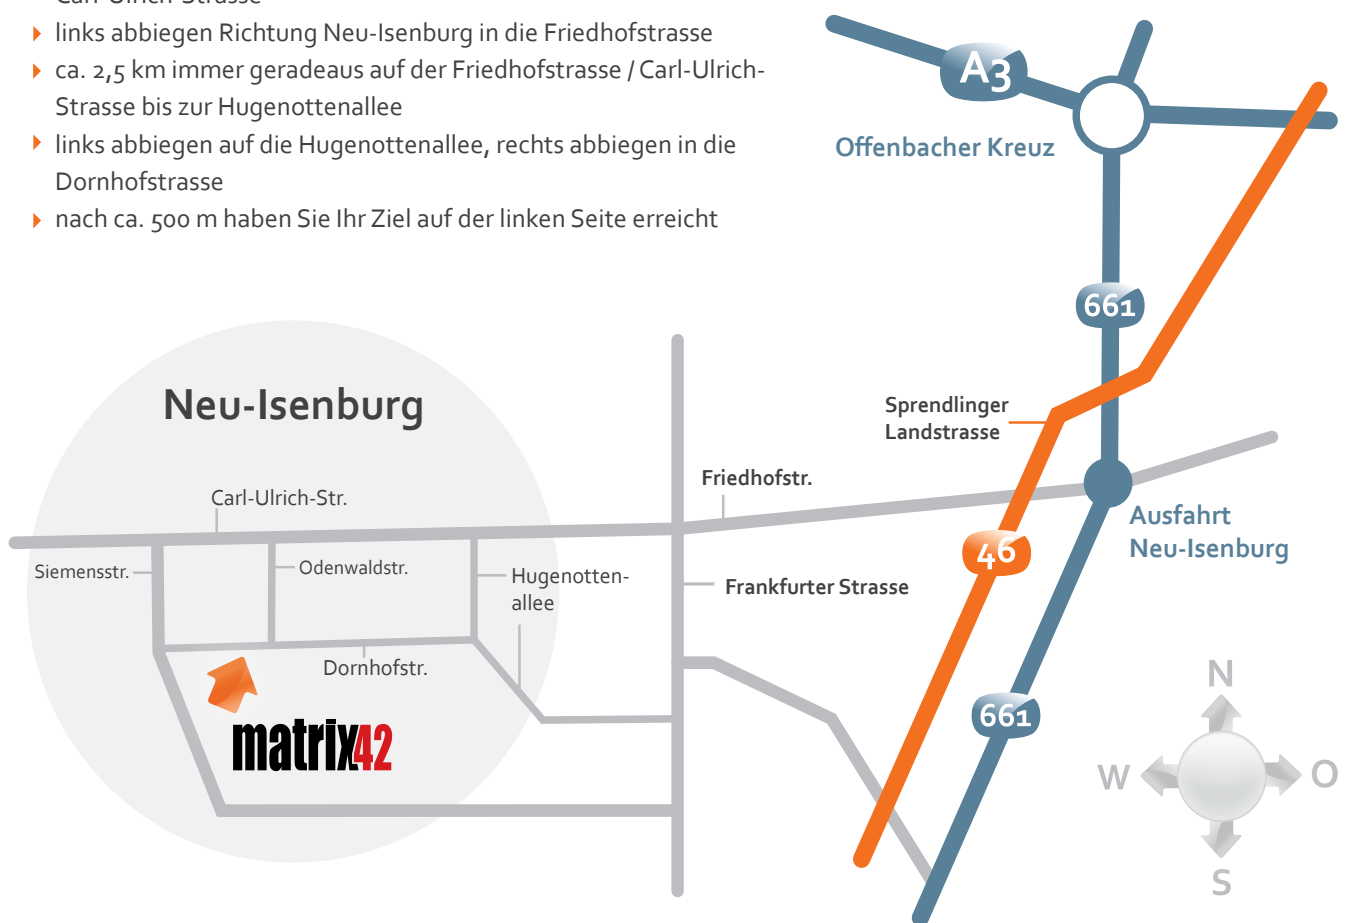 Carl-Ulrich-Strasse
links abbiegen Richtung Neu-Isenburg in die Friedhofstrasse
ca. 2,5 km immer geradeaus auf der Friedhofstrasse / Carl-Ulrich-
Strasse bis zur Hugenottenallee
links abbiegen auf die Hugenottenallee, rechts abbiegen in die
Dornhofstrasse
nach ca. 500 m haben Sie Ihr Ziel auf der linken Seite erreicht
A3
Offenbacher Kreuz
661
Neu-Isenburg
Sprendlinger
Landstrasse
Friedhofstr.
Carl-Ulrich-Str.
Ausfahrt
Neu-Isenburg
46
Siemensstr.
Odenwaldstr.
Hugenotten-
allee
Frankfurter Strasse
Dornhofstr.
matrix42
661
N
W
O
S